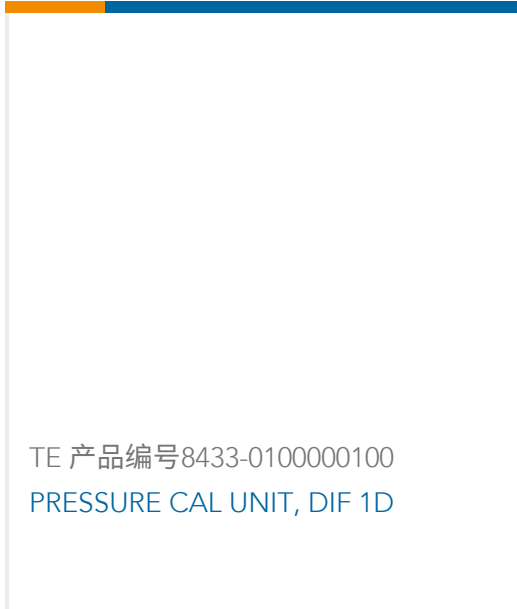 TE 产品编号8433-0100000100
PRESSURE CAL UNIT, DIF 1D